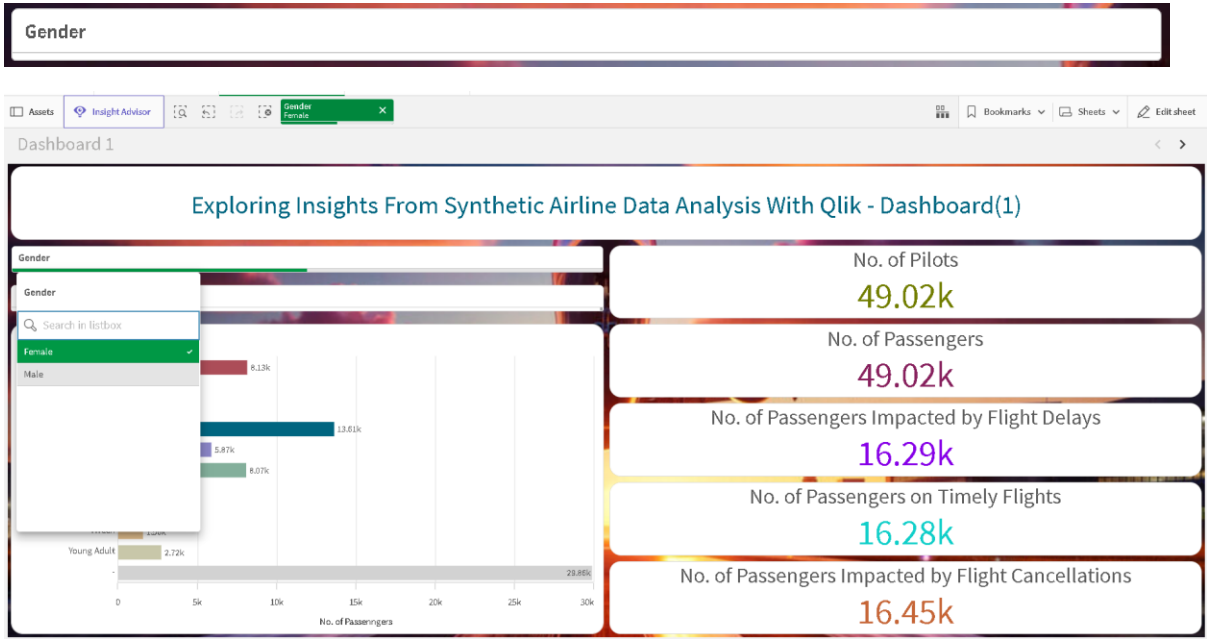 Gender
Assets
Insight Advisor
Gender
Female
Bookmarks
Sheets
Edit sheet
Dashboard 1
Exploring Insights From Synthetic Airline Data Analysis With Qlik - Dashboard(1)
Gender
Gender
Search in listbox
Female
Male
8.13k
13.61k
5.87k
8.07k
Young Adult
2.72k
-
29.86k
0
5k
10k
15k
20k
25k
30k
No. of Passenngers
No. of Pilots
49.02k
No. of Passengers
49.02k
No. of Passengers Impacted by Flight Delays
16.29k
No. of Passengers on Timely Flights
16.28k
No. of Passengers Impacted by Flight Cancellations
16.45k